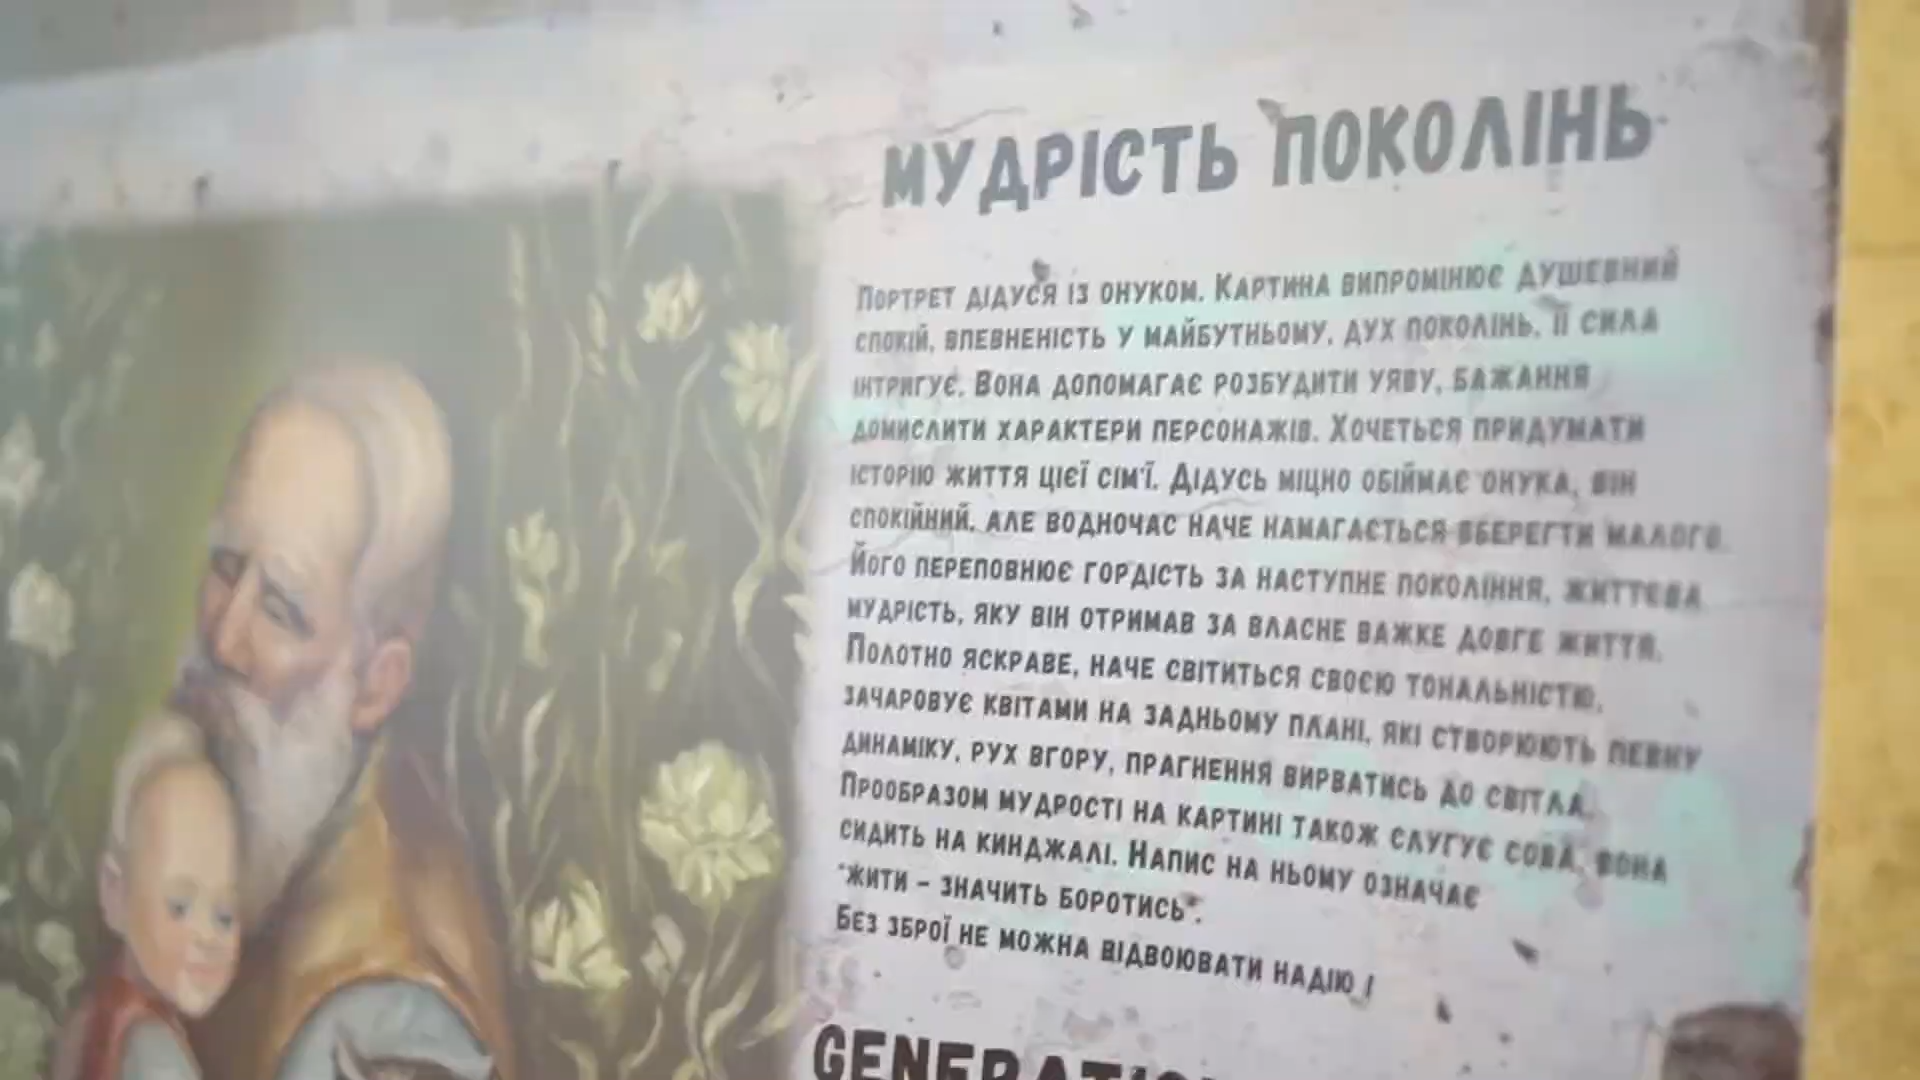 МУДРІСТЬ ПОКОЛІНЬ
ПОРТРЕТ ДІДУСЯ ІЗ ОНУКОМ. КАРТИНА ВИПРОМІНЮЄ ДУШЕВНИЙ
СПОКІЙ, ВПЕВНЕНІСТЬ У МАЙБУТНЬОМУ, ДУХ ПОКОЛІНЬ. ЇЇ СИЛА
ІНТРИГУЄ. ВОНА ДОПОМАГАЄ РОЗБУДИТИ УЯВУ, БАЖАННЯ
ДОМИСЛИТИ ХАРАКТЕРИ ПЕРСОНАЖІВ. ХОЧЕТЬСЯ ПРИДУМАТИ
ІСТОРІЮ ЖИТТЯ ЦІЄЇ СІМ'Ї. ДІДУСЬ МІЦНО ОБІЙМАЄ ОНУКА, ВІН
СПОКІЙНИЙ, АЛЕ ВОДНОЧАС НАЧЕ НАМАГАЄТЬСЯ ВБЕРЕГТИ МАЛОГО.
ЙОГО ПЕРЕПОВНЮЄ ГОРДІСТЬ ЗА НАСТУПНЕ ПОКОЛІННЯ, ЖИТТЄВА
МУДРІСТЬ, ЯКУ ВІН ОТРИМАВ ЗА ВЛАСНЕ ВАЖКЕ ДОВГЕ ЖИТТЯ.
ПОЛОТНО ЯСКРАВЕ, НАЧЕ СВІТИТЬСЯ СВОЄЮ ТОНАЛЬНІСТЮ,
ЗАЧАРОВУЄ КВІТАМИ НА ЗАДНЬОМУ ПЛАНІ, ЯКІ СТВОРЮЮТЬ ПЕВНУ
ДИНАМІКУ, РУХ ВГОРУ, ПРАГНЕННЯ ВИРВАТИСЬ ДО СВІТЛА.
ПРООБРАЗОМ МУДРОСТІ НА КАРТИНІ ТАКОЖ СЛУГУЄ СОВА, ВОНА
СИДИТЬ НА КИНДЖАЛІ. НАПИС НА НЬОМУ ОЗНАЧАЄ
"ЖИТИ – ЗНАЧИТЬ БОРОТИСЬ".
БЕЗ ЗБРОЇ НЕ МОЖНА ВІДВОЮВАТИ НАДІЮ !